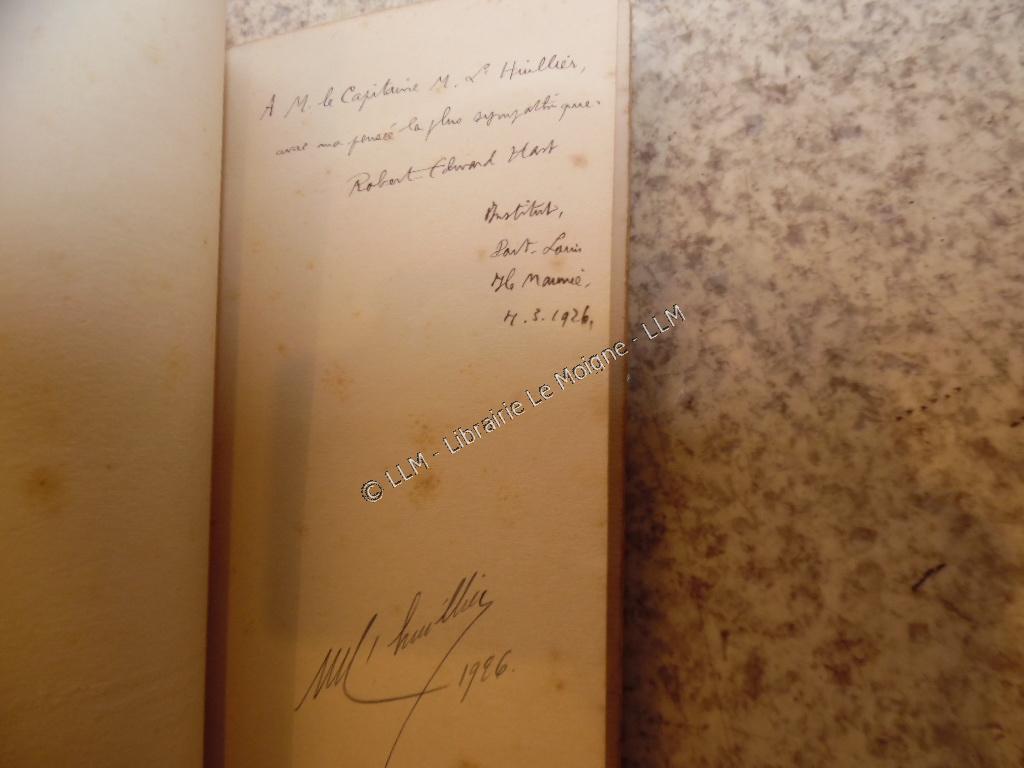 A M. le Capitaine M. L'Huillier,
avec ma pensée la plus sympathique.
Robert-Edward Hart
Institut,
Port-Louis
Ile Maurice.
.3.1926.
© LLM - Librairie Le Moigne - LLM
M L'huillier
1926.